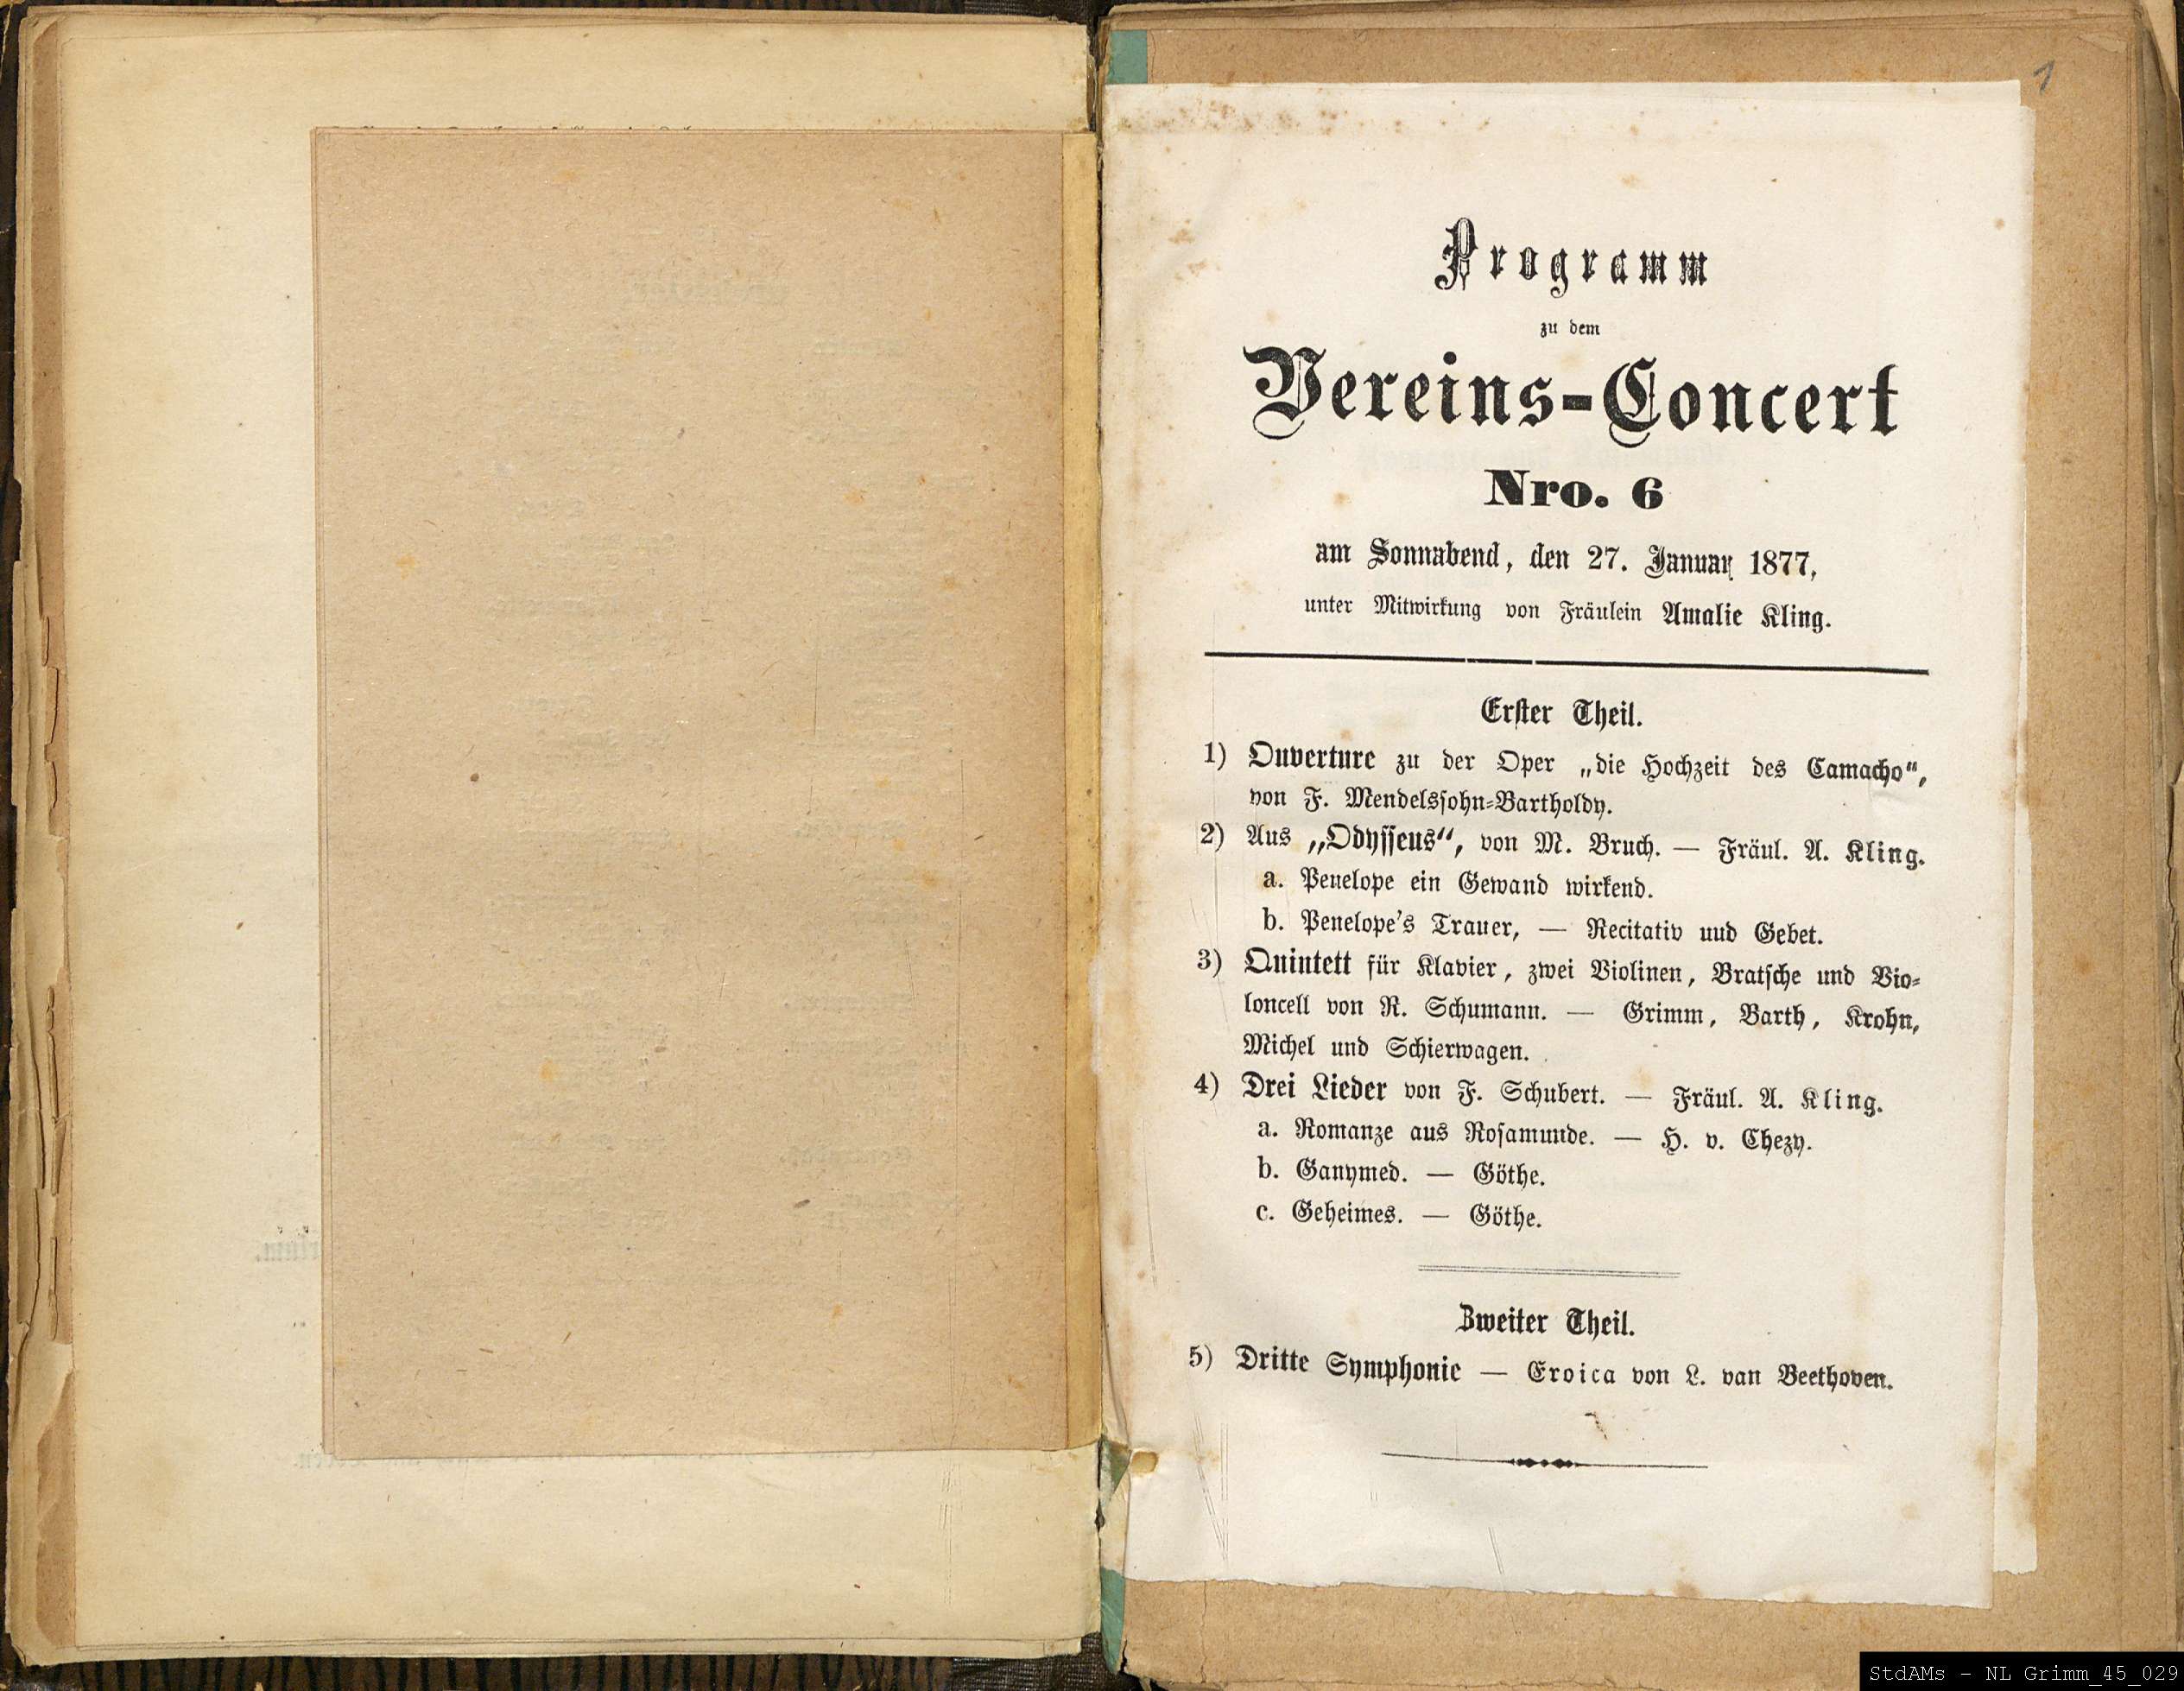 1
Programm
zu dem
Vereins-Concert
Nro. 6
am Sonnabend, den 27. Januar 1877,
unter Mitwirkung von Fräulein Amalie Kling.
Erster Theil.
1) Ouverture zu der Oper „die Hochzeit des Camacho“,
von F. Mendelssohn-Bartholdy.
2) Aus „Odysseus“, von M. Bruch. — Fräul. A. Kling.
a. Penelope ein Gewand wirkend.
b. Penelope's Trauer, — Recitativ uud Gebet.
3) Quintett für Klavier, zwei Violinen, Bratsche und Vio-
loncell von R. Schumann. — Grimm, Barth, Krohn,
Michel und Schierwagen.
4) Drei Lieder von F. Schubert. — Fräul. A. Kling.
a. Romanze aus Rosamunde. — H. v. Chezy.
b. Ganymed. — Göthe.
c. Geheimes. — Göthe.
Zweiter Theil.
5) Dritte Symphonie — Eroica von L. van Beethoven.
StdAMs - NL Grimm_45_029